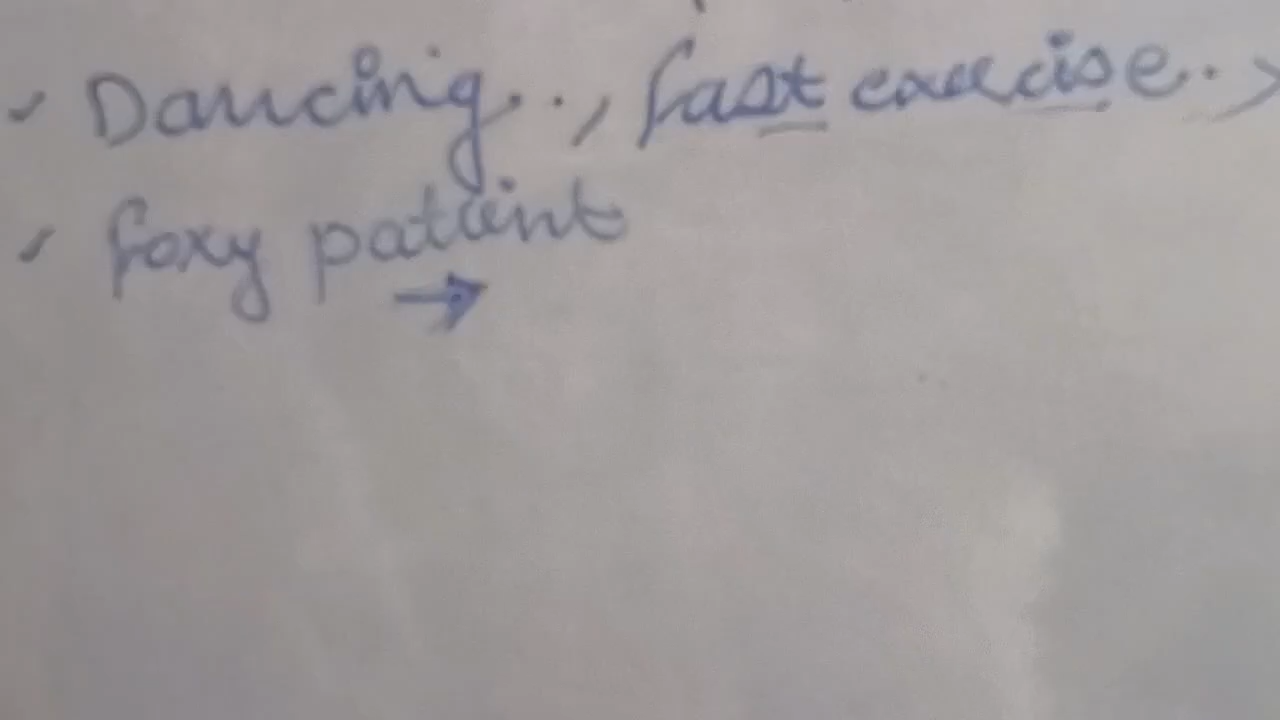 ✓ Dancing.., fast exercise..>
✓ foxy patient
→